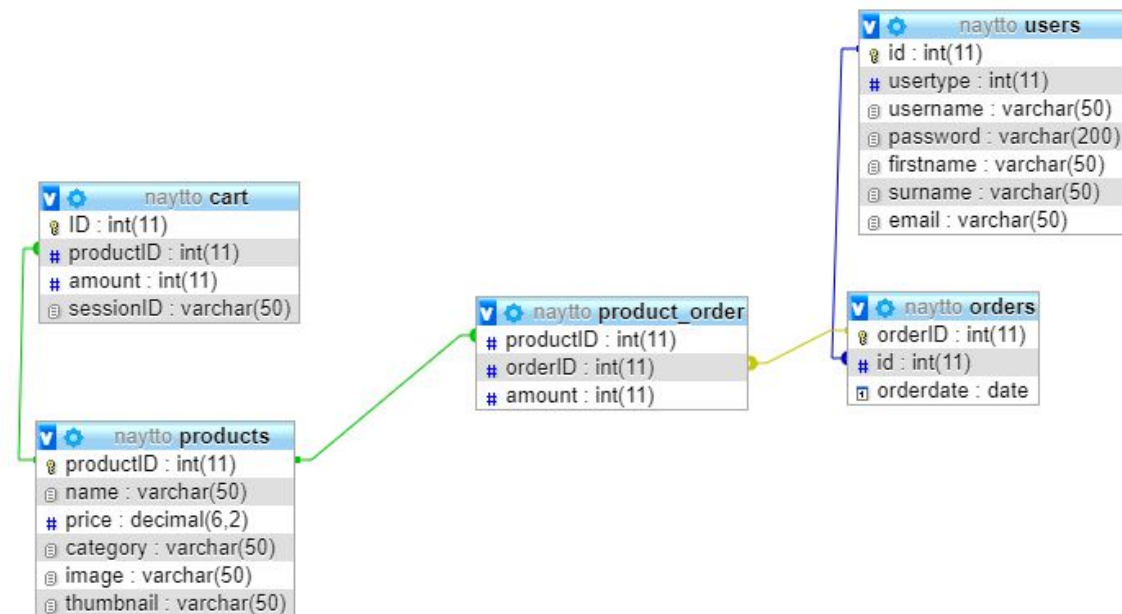 naytto users
id : int(11)
usertype : int(11)
username : varchar(50)
password : varchar(200)
firstname : varchar(50)
surname : varchar(50)
email : varchar(50)
naytto cart
ID : int(11)
productID : int(11)
amount : int(11)
sessionID : varchar(50)
naytto product_order
productID : int(11)
orderID : int(11)
amount : int(11)
naytto orders
orderID : int(11)
id : int(11)
orderdate : date
naytto products
productID : int(11)
name : varchar(50)
price : decimal(6,2)
category : varchar(50)
image : varchar(50)
thumbnail : varchar(50)